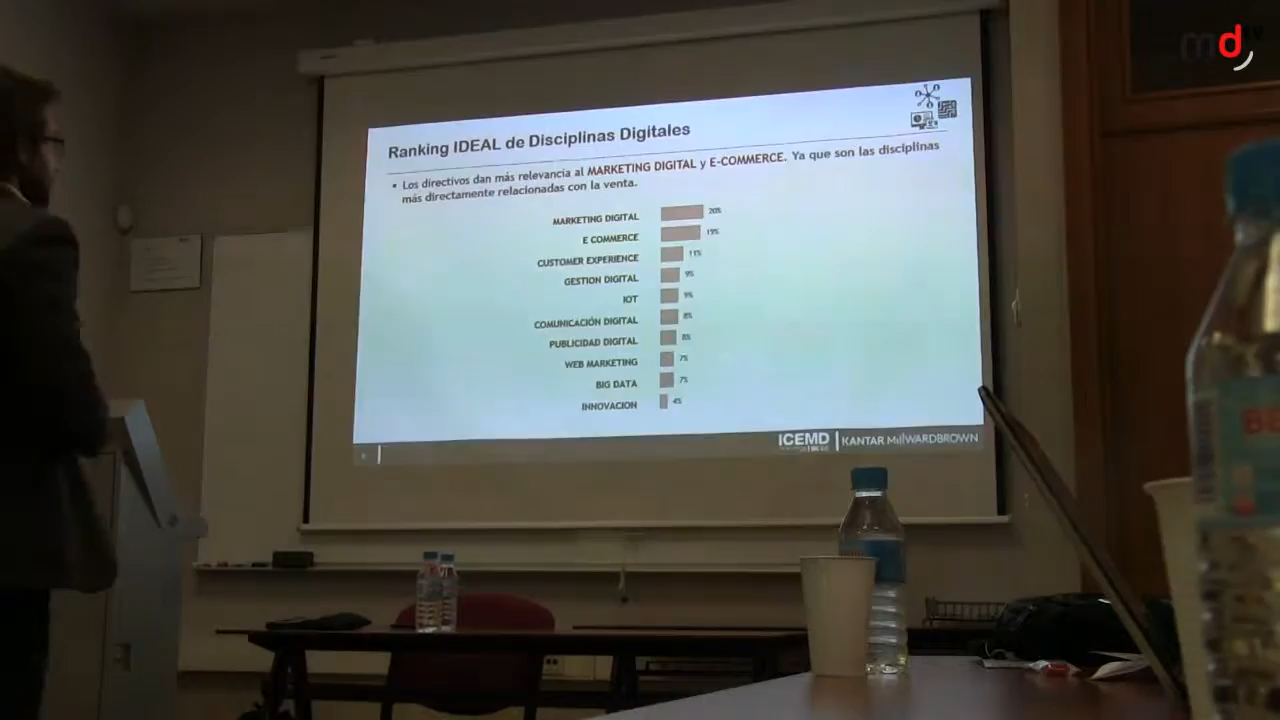 md
Ranking IDEAL de Disciplinas Digitales
• Los directivos dan más relevancia al MARKETING DIGITAL y E-COMMERCE. Ya que son las disciplinas
más directamente relacionadas con la venta.
MARKETING DIGITAL 20%
E COMMERCE 19%
CUSTOMER EXPERIENCE 11%
GESTION DIGITAL 9%
IOT 9%
COMUNICACIÓN DIGITAL 8%
PUBLICIDAD DIGITAL 8%
WEB MARKETING 7%
BIG DATA 7%
INNOVACION 4%
ICEMD KANTAR MillWARDBROWN